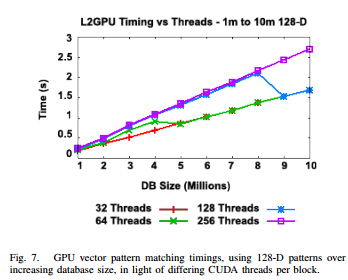 L2GPU Timing vs Threads - 1m to 10m 128-D
3
2.5
2
1.5
1
0.5
0
Time (s)
1 2 3 4 5 6 7 8 9 10
DB Size (Millions)
32 Threads 128 Threads
64 Threads 256 Threads
Fig. 7. GPU vector pattern matching timings, using 128-D patterns over
increasing database size, in light of differing CUDA threads per block.